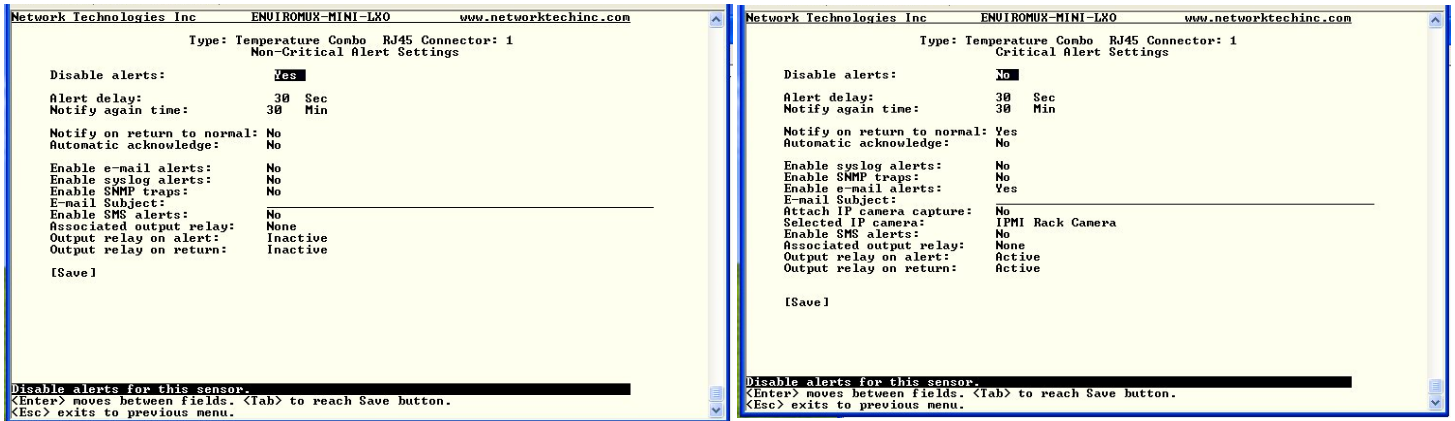 Network Technologies Inc ENVIROMUX-MINI-LXO www.networktechinc.com
Type: Temperature Combo RJ45 Connector: 1
Non-Critical Alert Settings
Disable alerts: Yes
Alert delay: 30 Sec
Notify again time: 30 Min
Notify on return to normal: No
Automatic acknowledge: No
Enable e-mail alerts: No
Enable syslog alerts: No
Enable SNMP traps: No
E-mail Subject:
Enable SMS alerts: No
Associated output relay: None
Output relay on alert: Inactive
Output relay on return: Inactive
[Save]
Disable alerts for this sensor.
<Enter> moves between fields. <Tab> to reach Save button.
<Esc> exits to previous menu.
Network Technologies Inc ENVIROMUX-MINI-LXO www.networktechinc.com
Type: Temperature Combo RJ45 Connector: 1
Critical Alert Settings
Disable alerts: No
Alert delay: 30 Sec
Notify again time: 30 Min
Notify on return to normal: Yes
Automatic acknowledge: No
Enable syslog alerts: No
Enable SNMP traps: No
Enable e-mail alerts: Yes
E-mail Subject:
Attach IP camera capture: No
Selected IP camera: IPMI Rack Camera
Enable SMS alerts: No
Associated output relay: None
Output relay on alert: Active
Output relay on return: Active
[Save]
Disable alerts for this sensor.
<Enter> moves between fields. <Tab> to reach Save button.
<Esc> exits to previous menu.